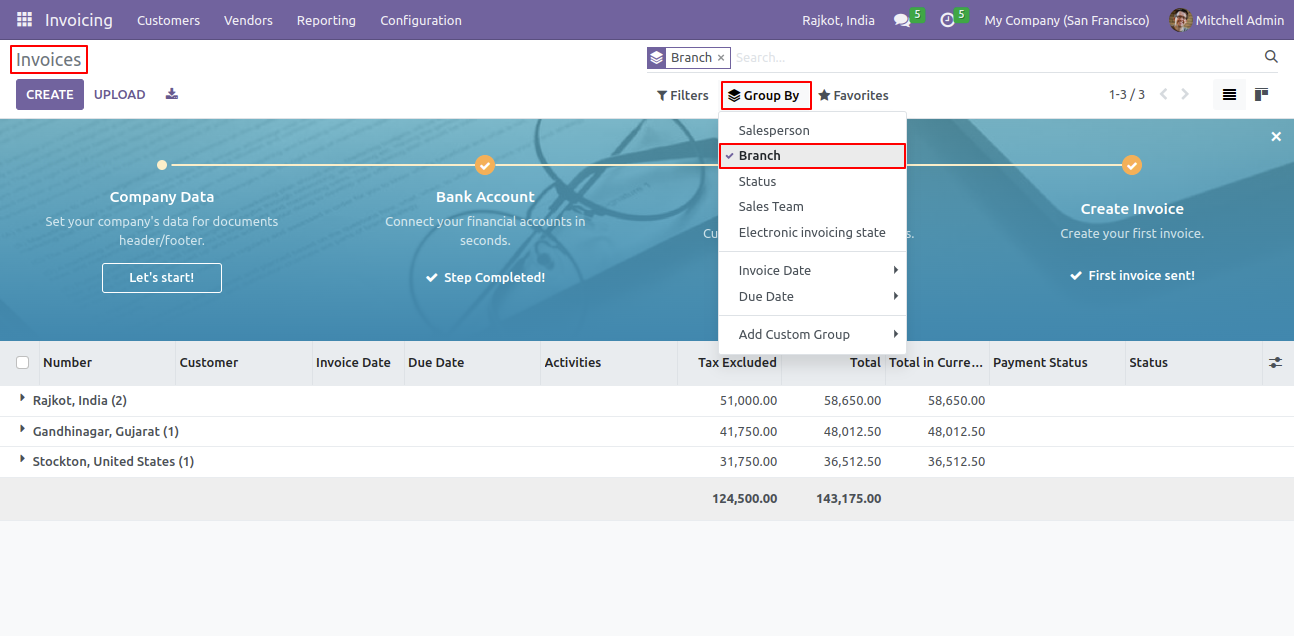 Invoicing Customers Vendors Reporting Configuration Rajkot, India 5 5 My Company (San Francisco) Mitchell Admin
Invoices Branch × Search...
CREATE UPLOAD Filters Group By Favorites 1-3 / 3
Salesperson
Branch
Status
Sales Team
Electronic invoicing state
Invoice Date
Due Date
Add Custom Group
Company Data
Set your company's data for documents
header/footer.
Let's start!
Bank Account
Connect your financial accounts in
seconds.
Step Completed!
Create Invoice
Create your first invoice.
First invoice sent!
Number Customer Invoice Date Due Date Activities Tax Excluded Total Total in Curre... Payment Status Status
Rajkot, India (2) 51,000.00 58,650.00 58,650.00
Gandhinagar, Gujarat (1) 41,750.00 48,012.50 48,012.50
Stockton, United States (1) 31,750.00 36,512.50 36,512.50
124,500.00 143,175.00